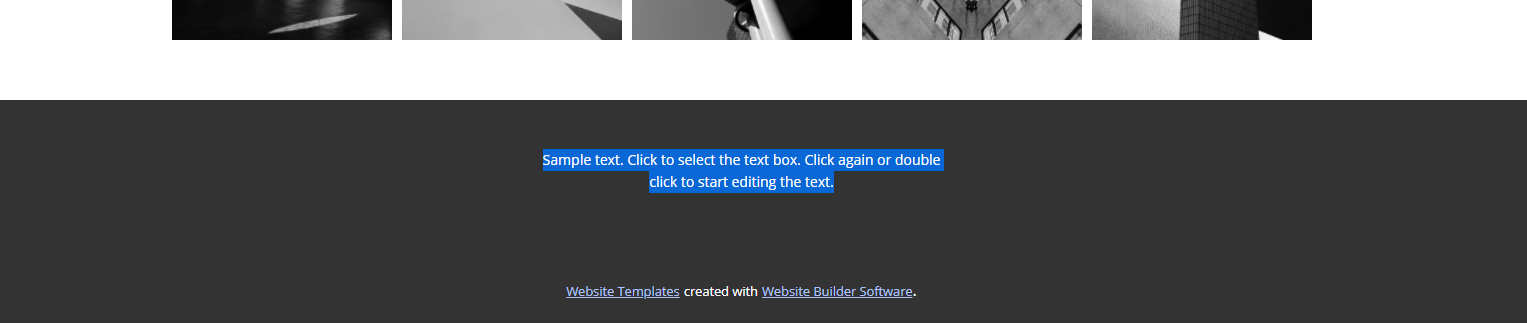 Sample text. Click to select the text box. Click again or double
click to start editing the text.
Website Templates created with Website Builder Software.